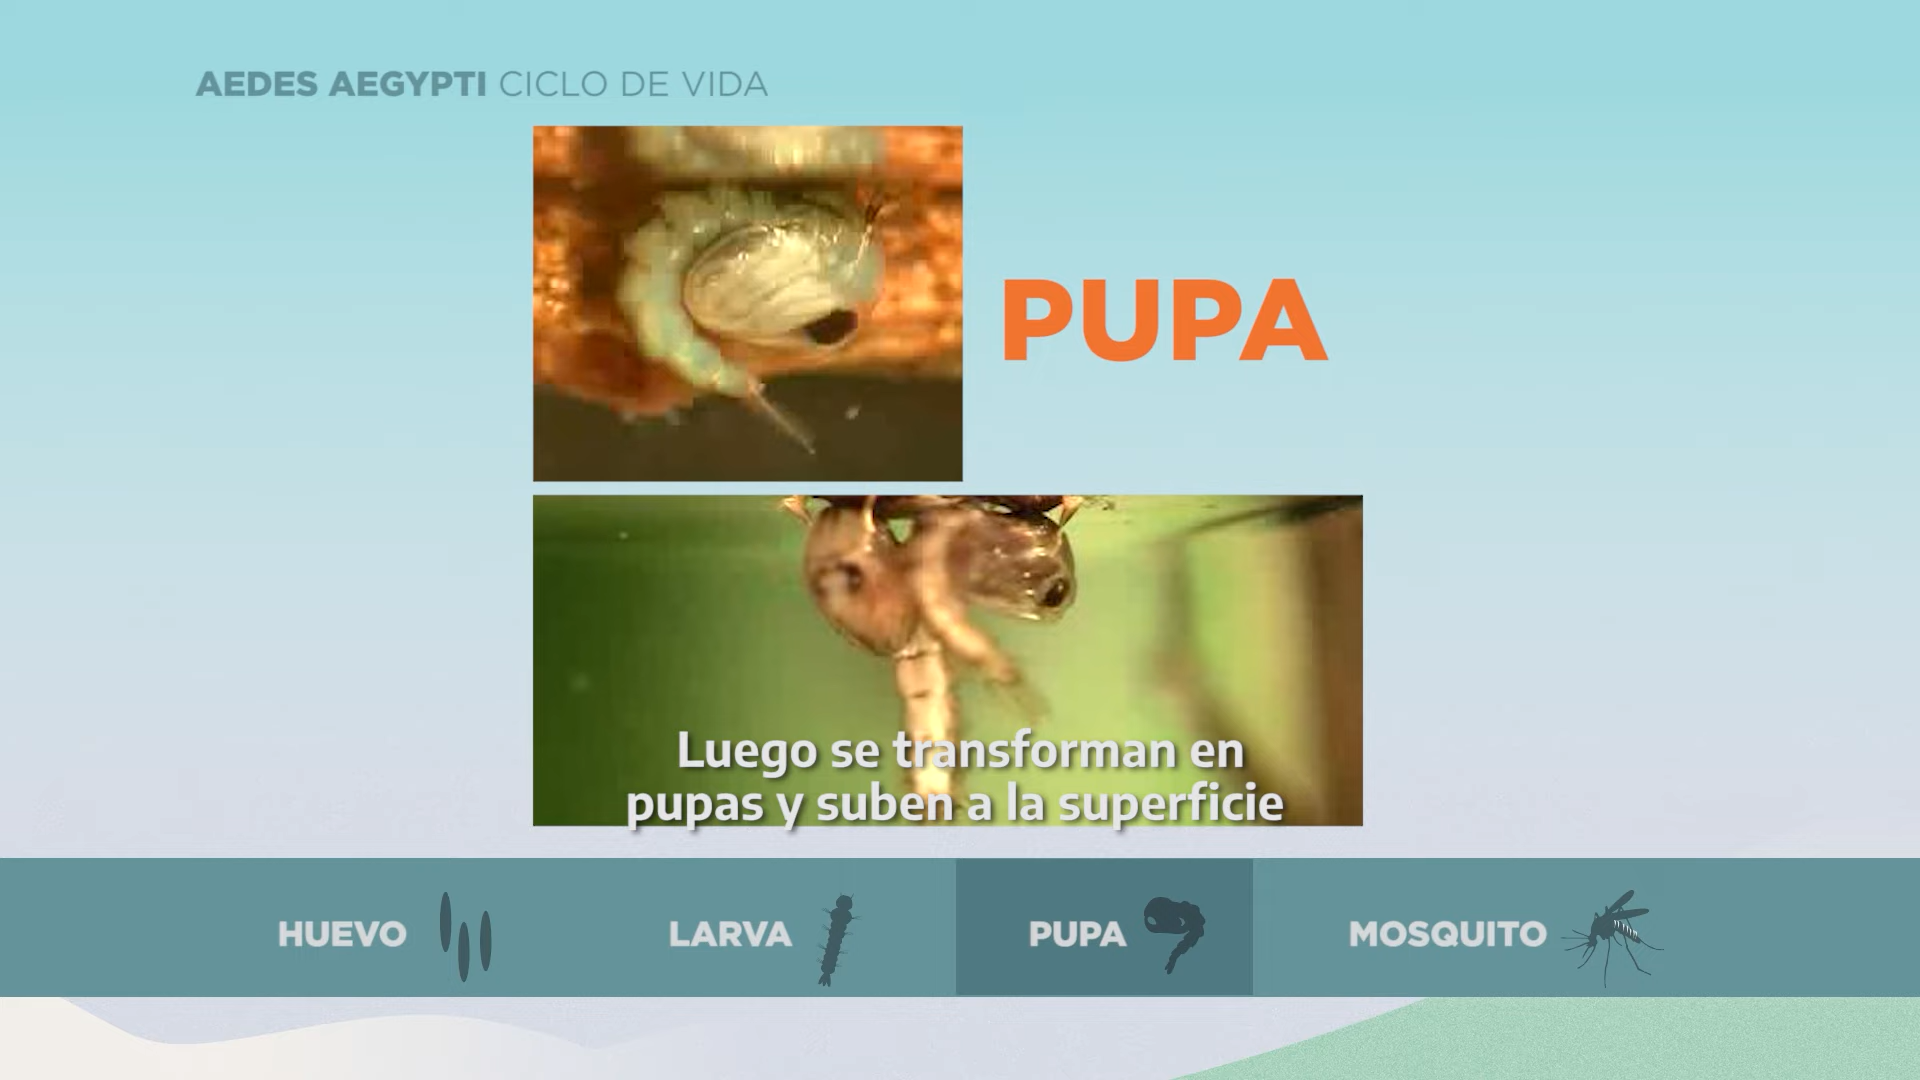 AEDES AEGYPTI CICLO DE VIDA
PUPA
Luego se transforman en
pupas y suben a la superficie
HUEVO
LARVA
PUPA
MOSQUITO